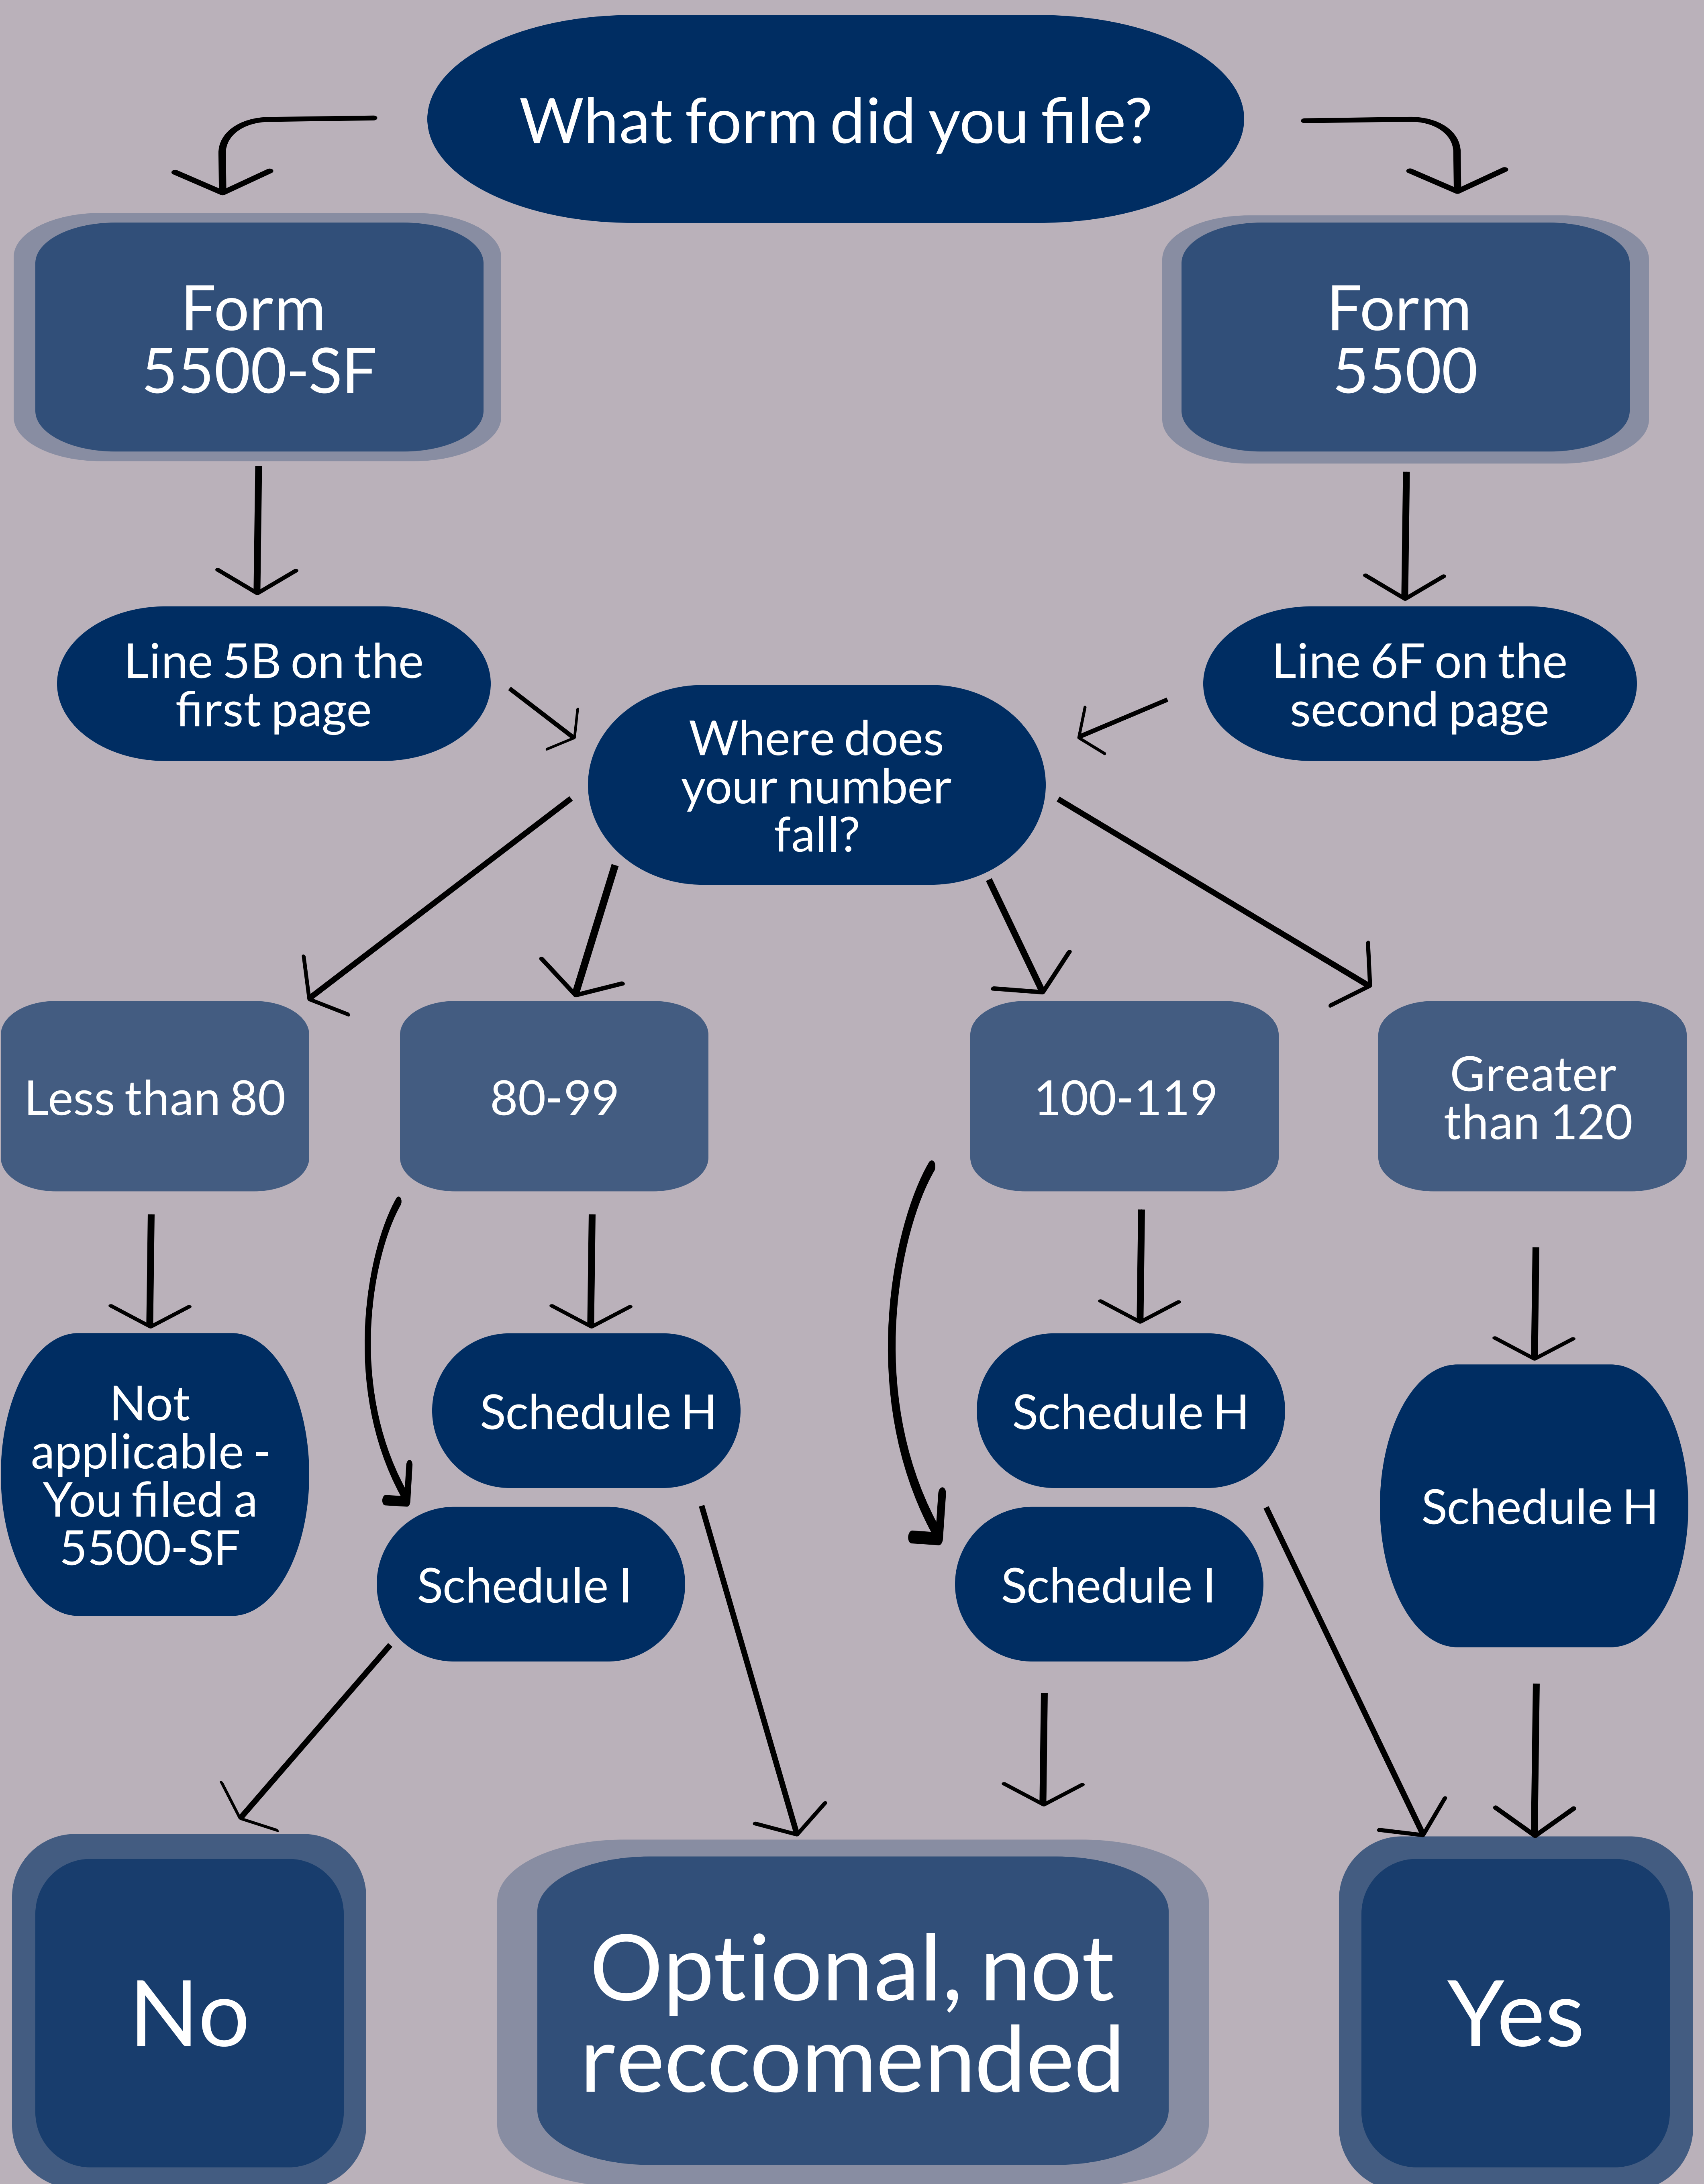 What form did you file?
Form
5500-SF
Form
5500
Line 5B on the
first page
Line 6F on the
second page
Where does
your number
fall?
Less than 80
80-99
100-119
Greater
than 120
Not
applicable -
You filed a
5500-SF
Schedule H
Schedule I
Schedule H
Schedule I
Schedule H
No
Optional, not
reccomended
Yes